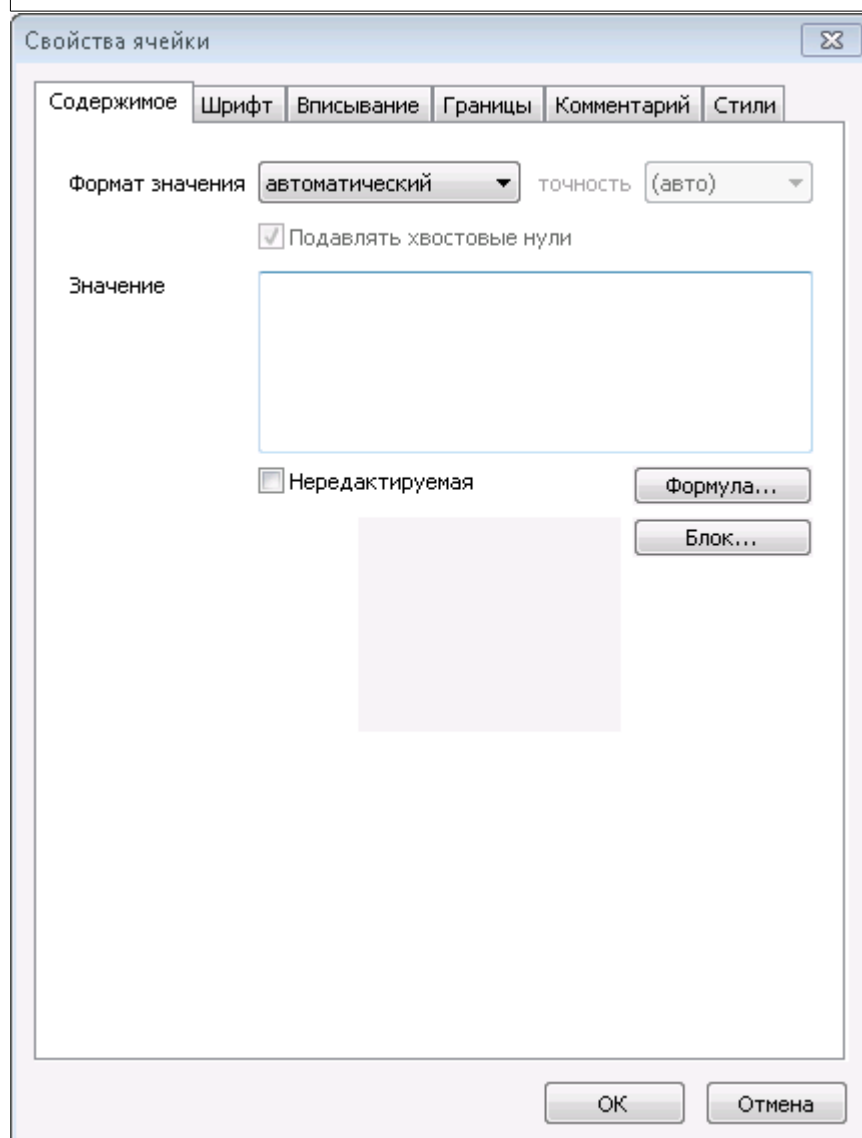 Свойства ячейки
Содержимое Шрифт Вписывание Границы Комментарий Стили
Формат значения автоматический точность (авто)
Подавлять хвостовые нули
Значение
Нередактируемая Формула...
Блок...
ОК Отмена